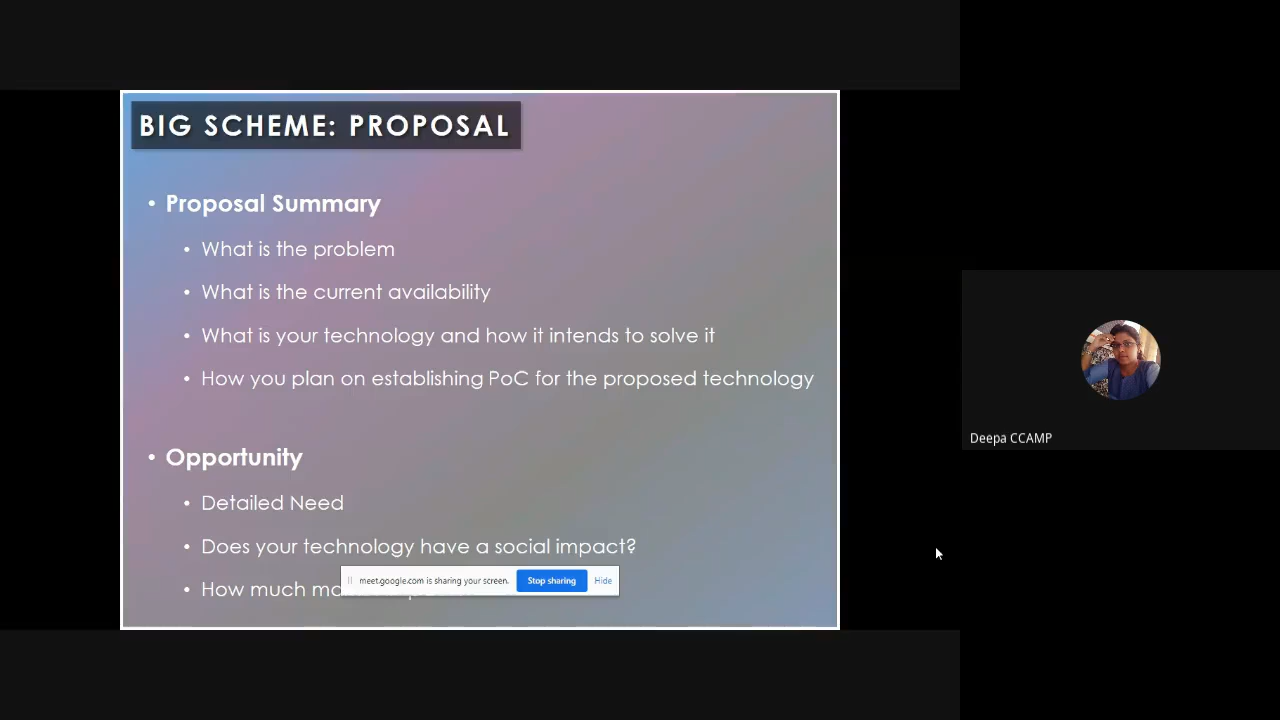 BIG SCHEME: PROPOSAL
• Proposal Summary
• What is the problem
• What is the current availability
• What is your technology and how it intends to solve it
• How you plan on establishing PoC for the proposed technology
• Opportunity
• Detailed Need
• Does your technology have a social impact?
• How much
meet.google.com is sharing your screen.
Stop sharing
Hide
Deepa CCAMP